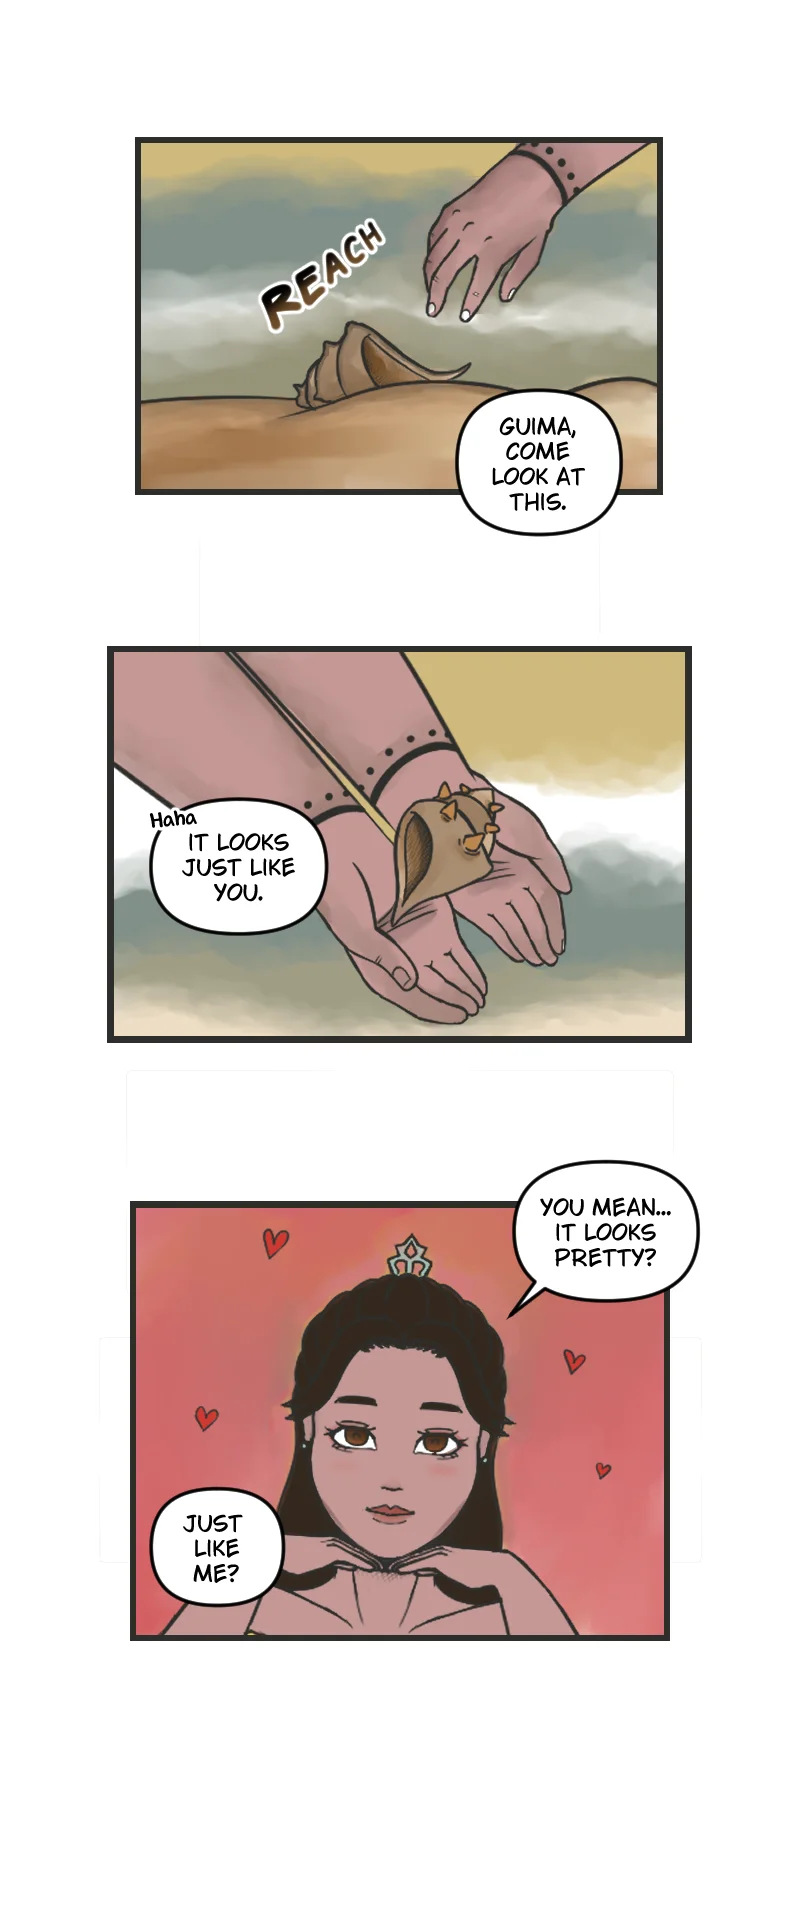 REACH
GUIMA,
COME
LOOK AT
THIS.
Haha
IT LOOKS
JUST LIKE
YOU.
YOU MEAN...
IT LOOKS
PRETTY?
JUST
LIKE
ME?